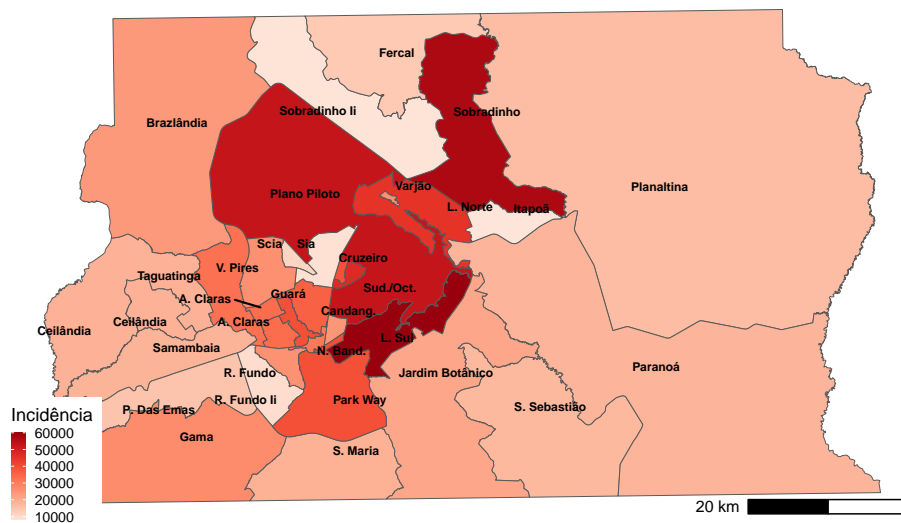 Fercal
Sobradinho Ii
Sobradinho
Brazlândia
Varjão
Plano Piloto
Planaltina
L. Norte
Itapoã
Scia
Sia
Cruzeiro
V. Pires
Taguatinga
Guará
Sud./Oct.
A. Claras
Candang.
Ceilândia
Ceilândia
A. Claras
L. Sul
Samambaia
N. Band.
R. Fundo
Jardim Botânico
Paranoá
R. Fundo Ii
Park Way
P. Das Emas
S. Sebastião
Gama
S. Maria
Incidência
60000
50000
40000
30000
20000
10000
20 km